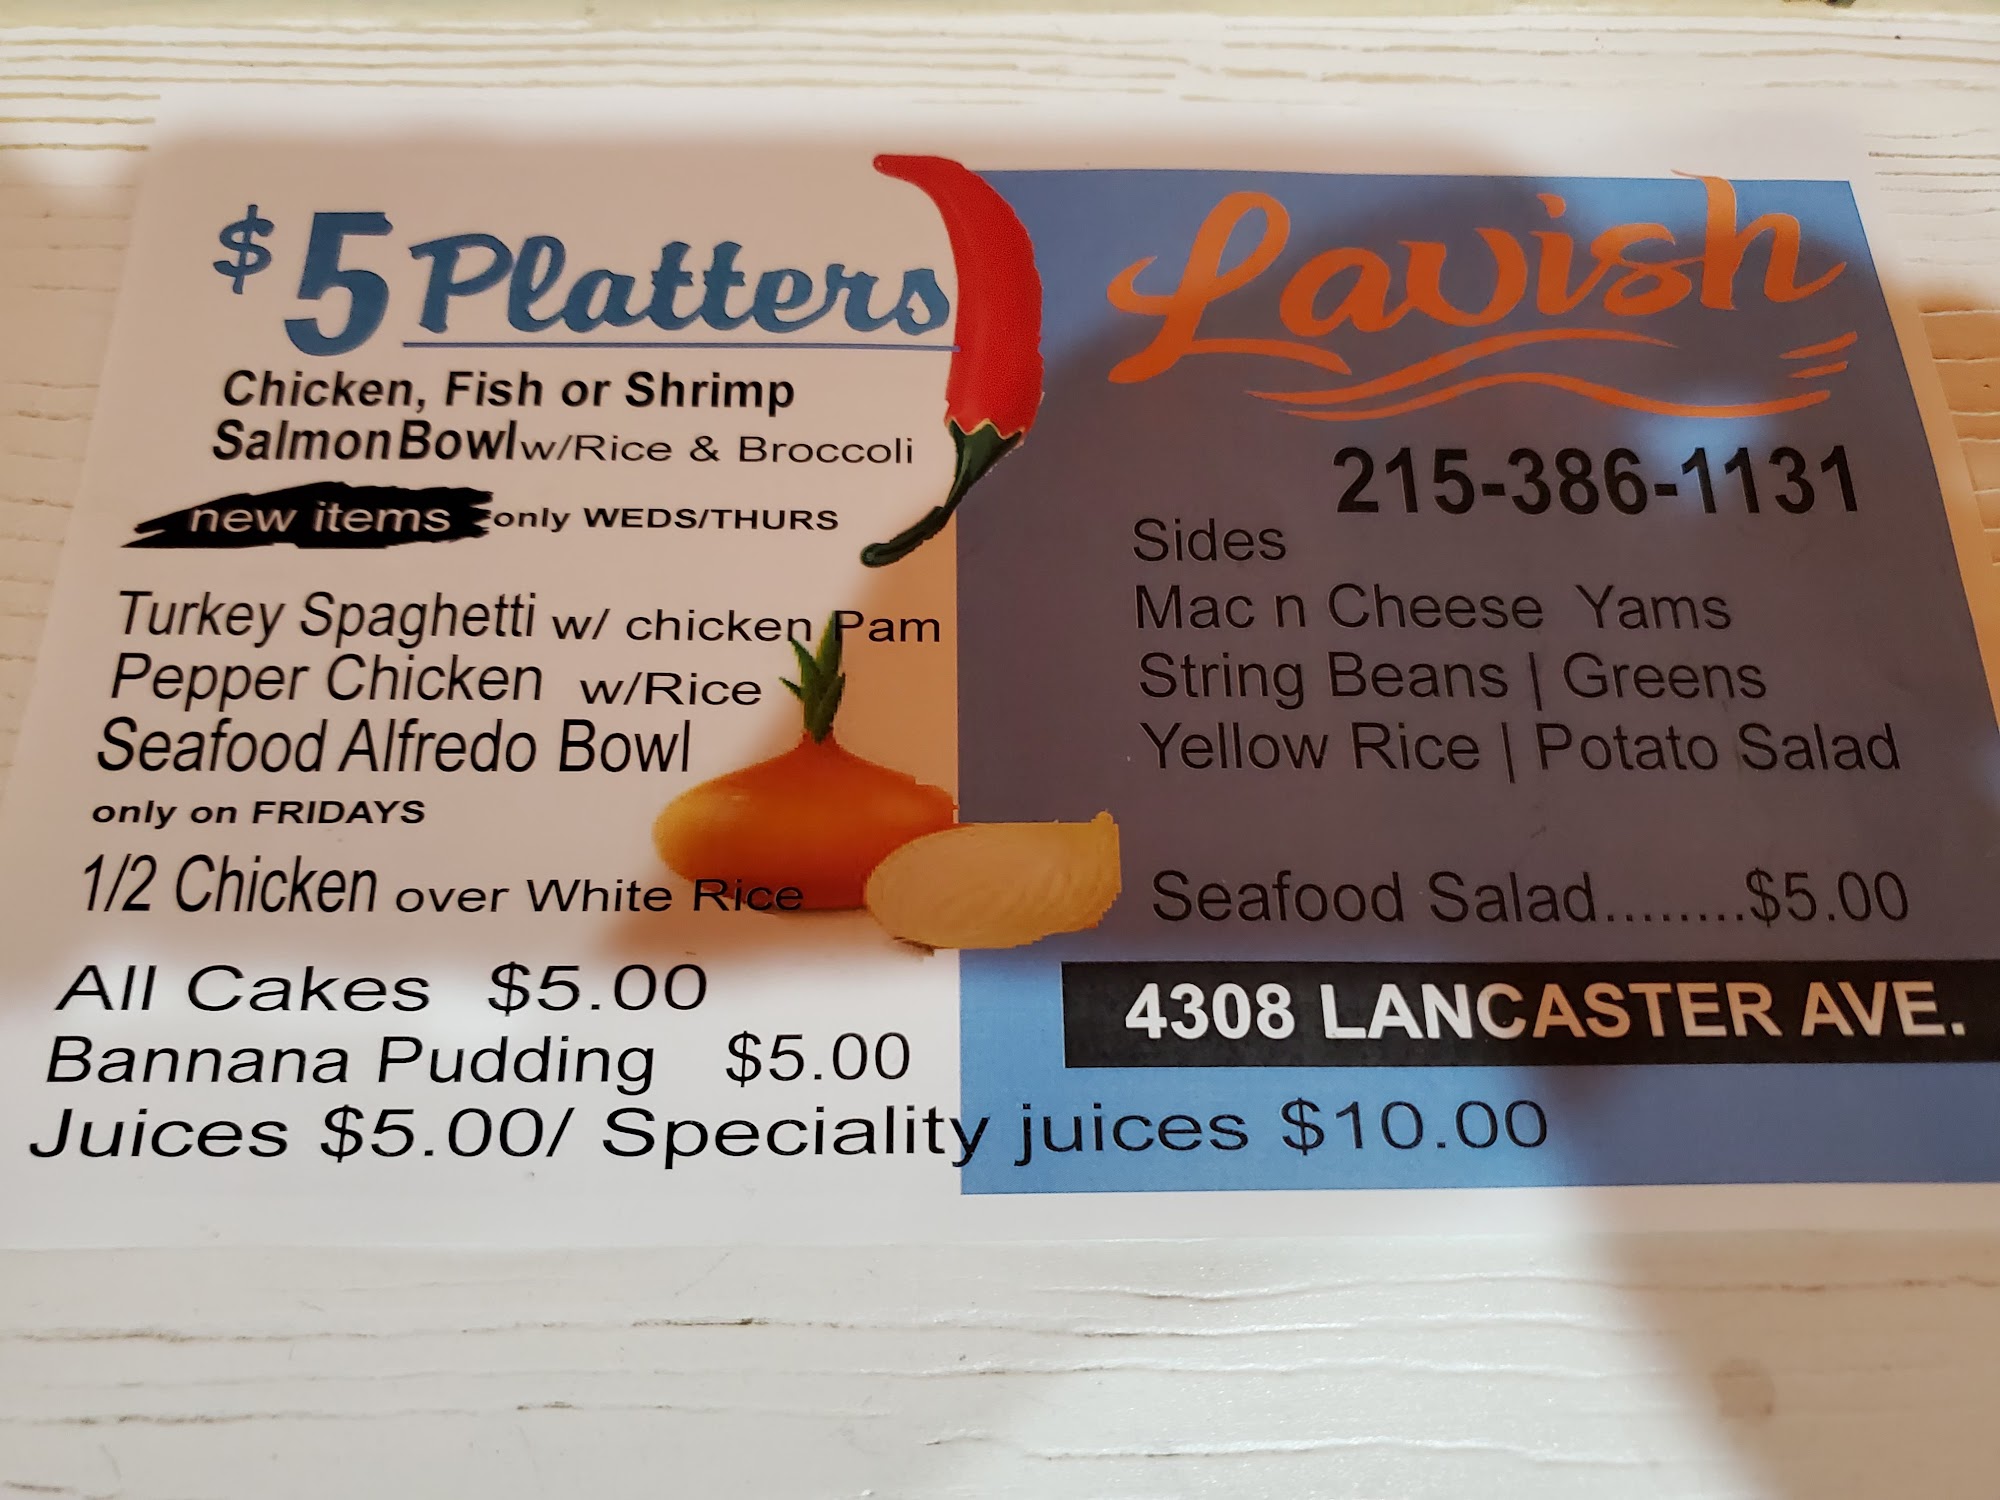 $5 Platters
Chicken, Fish or Shrimp
Salmon Bowl w/Rice & Broccoli
new items only WEDS/THURS
Turkey Spaghetti w/ chicken Pam
Pepper Chicken w/Rice
Seafood Alfredo Bowl
only on FRIDAYS
1/2 Chicken over White Rice
All Cakes $5.00
Bannana Pudding $5.00
Juices $5.00/ Speciality juices $10.00
Lavish
215-386-1131
Sides
Mac n Cheese Yams
String Beans | Greens
Yellow Rice | Potato Salad
Seafood Salad........$5.00
4308 LANCASTER AVE.